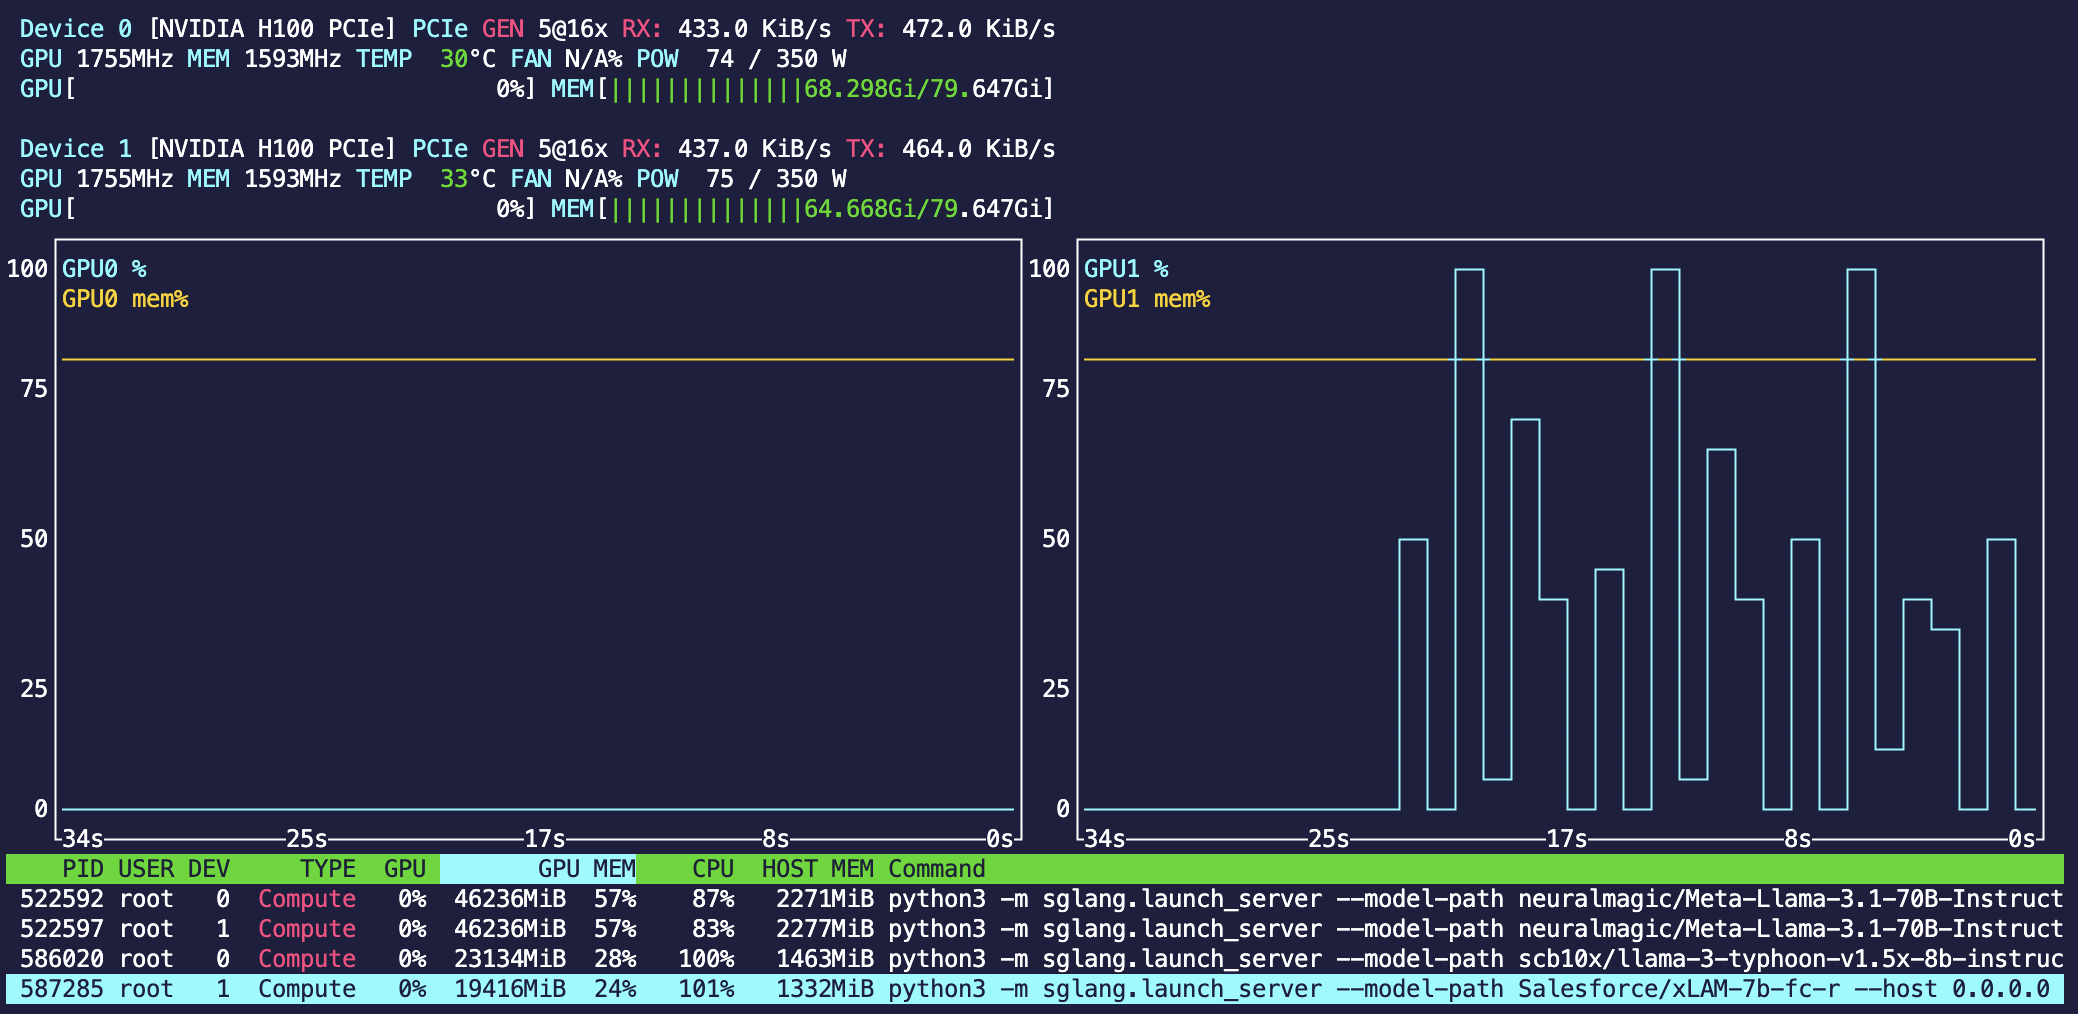 Device 0 [NVIDIA H100 PCIe] PCIe GEN 5@16x RX: 433.0 KiB/s TX: 472.0 KiB/s
GPU 1755MHz MEM 1593MHz TEMP 30°C FAN N/A% POW 74 / 350 W
GPU[ 0%] MEM[||||||||||||||68.298Gi/79.647Gi]
Device 1 [NVIDIA H100 PCIe] PCIe GEN 5@16x RX: 437.0 KiB/s TX: 464.0 KiB/s
GPU 1755MHz MEM 1593MHz TEMP 33°C FAN N/A% POW 75 / 350 W
GPU[ 0%] MEM[||||||||||||||64.668Gi/79.647Gi]
100 GPU0 %
GPU0 mem%
75
50
25
0
34s 25s 17s 8s 0s
100 GPU1 %
GPU1 mem%
75
50
25
0
34s 25s 17s 8s 0s
PID USER DEV TYPE GPU GPU MEM CPU HOST MEM Command
522592 root 0 Compute 0% 46236MiB 57% 87% 2271MiB python3 -m sglang.launch_server --model-path neuralmagic/Meta-Llama-3.1-70B-Instruct
522597 root 1 Compute 0% 46236MiB 57% 83% 2277MiB python3 -m sglang.launch_server --model-path neuralmagic/Meta-Llama-3.1-70B-Instruct
586020 root 0 Compute 0% 23134MiB 28% 100% 1463MiB python3 -m sglang.launch_server --model-path scb10x/llama-3-typhoon-v1.5x-8b-instruc
587285 root 1 Compute 0% 19416MiB 24% 101% 1332MiB python3 -m sglang.launch_server --model-path Salesforce/xLAM-7b-fc-r --host 0.0.0.0